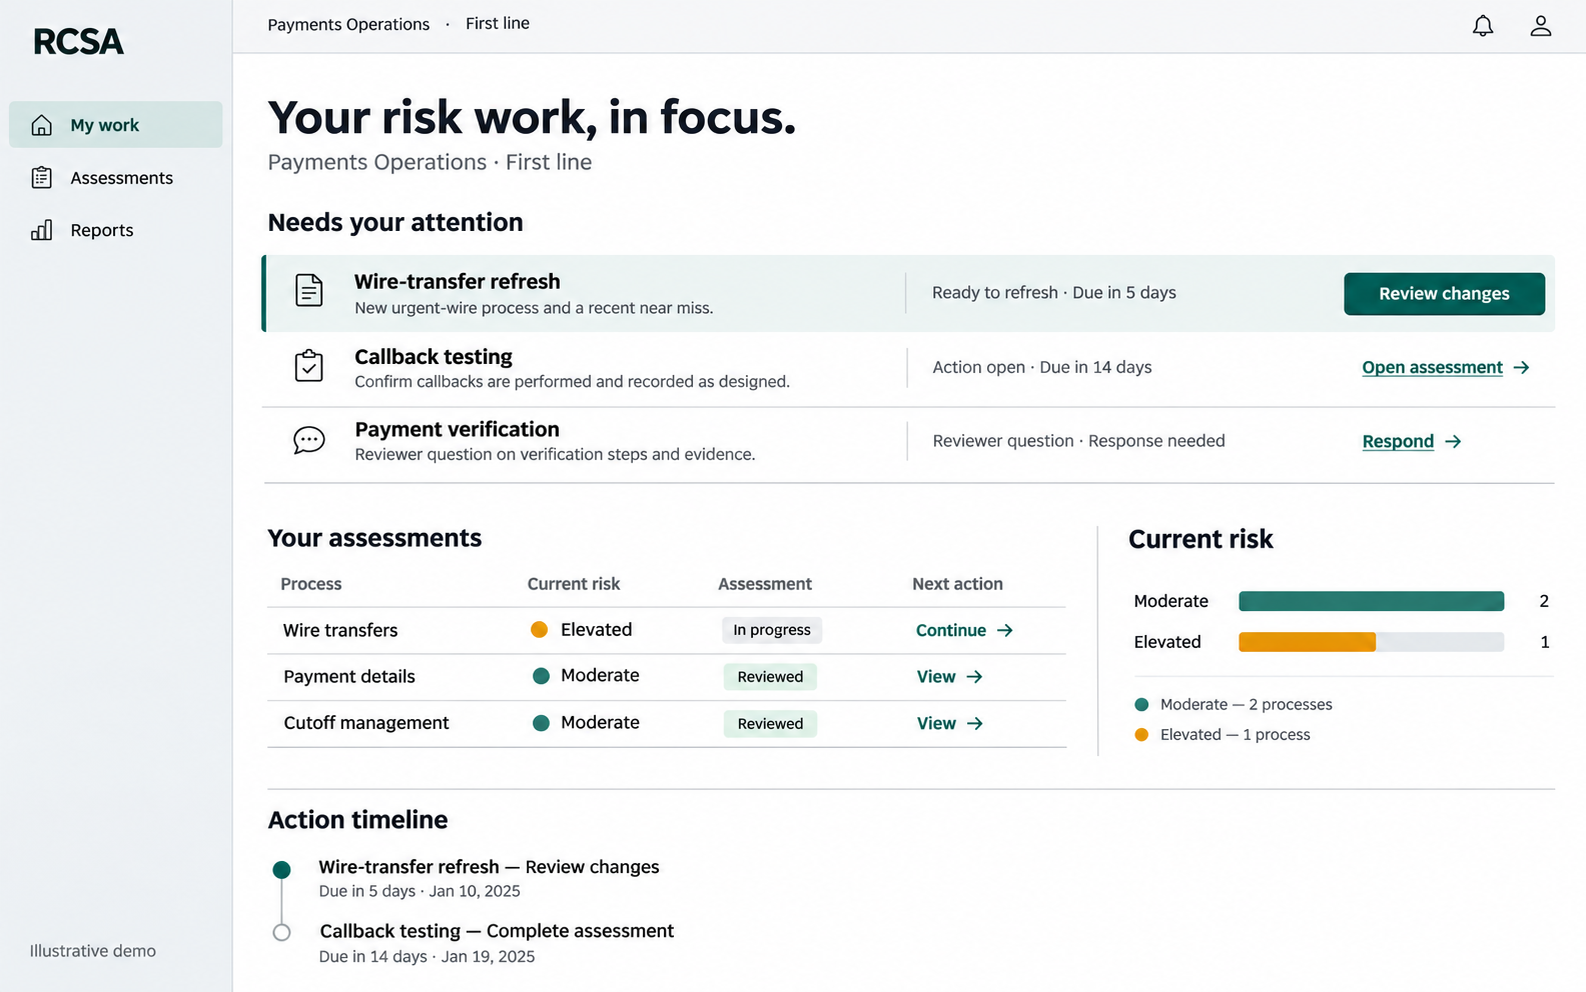 RCSA
My work
Assessments
Reports
Illustrative demo
Payments Operations · First line
Your risk work, in focus.
Payments Operations · First line
Needs your attention
Wire-transfer refresh
New urgent-wire process and a recent near miss.
Ready to refresh · Due in 5 days
Review changes
Callback testing
Confirm callbacks are performed and recorded as designed.
Action open · Due in 14 days
Open assessment →
Payment verification
Reviewer question on verification steps and evidence.
Reviewer question · Response needed
Respond →
Your assessments
Process Current risk Assessment Next action
Wire transfers Elevated In progress Continue →
Payment details Moderate Reviewed View →
Cutoff management Moderate Reviewed View →
Current risk
Moderate 2
Elevated 1
Moderate — 2 processes
Elevated — 1 process
Action timeline
Wire-transfer refresh — Review changes
Due in 5 days · Jan 10, 2025
Callback testing — Complete assessment
Due in 14 days · Jan 19, 2025